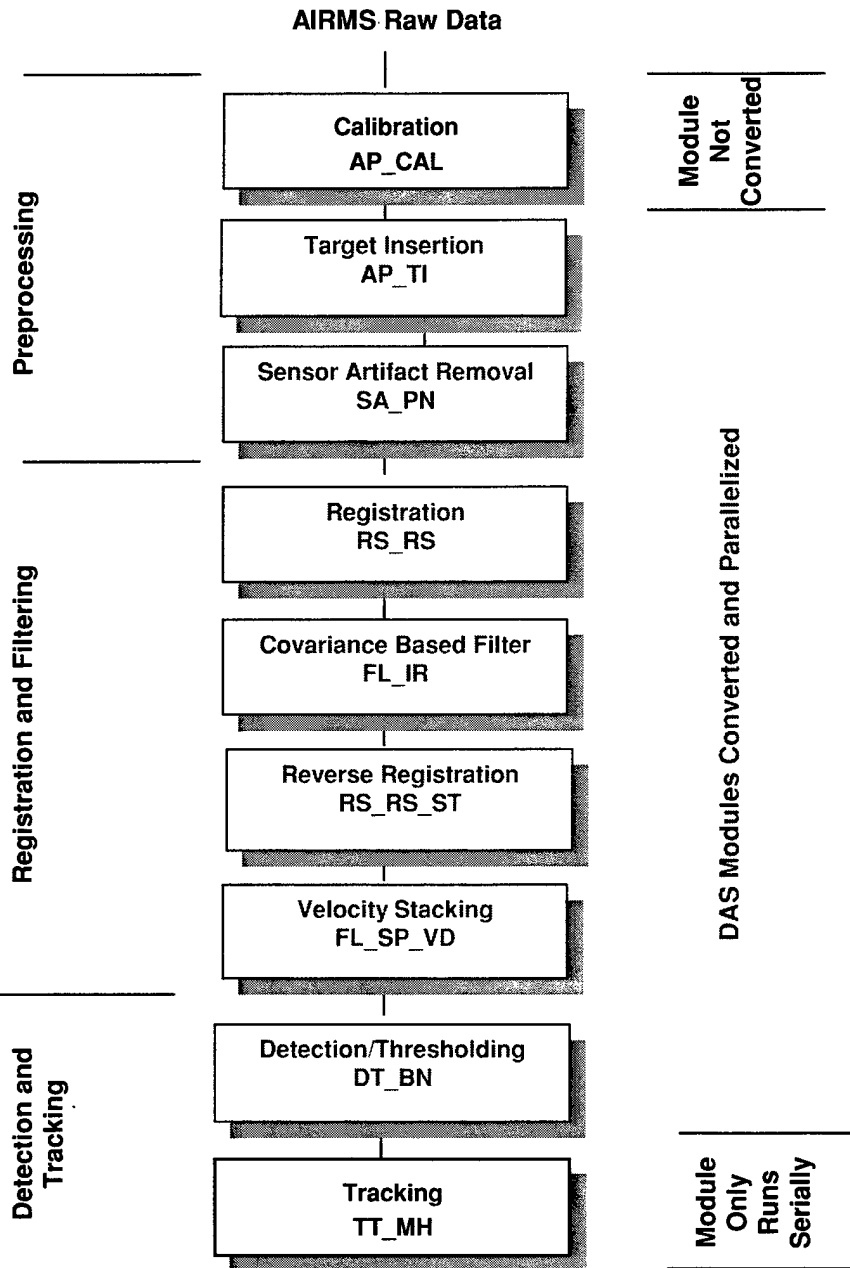 AIRMS Raw Data
Preprocessing
Calibration
AP_CAL
Module
Not
Converted
Target Insertion
AP_TI
Sensor Artifact Removal
SA_PN
Registration and Filtering
Registration
RS_RS
Covariance Based Filter
FL_IR
Reverse Registration
RS_RS_ST
Velocity Stacking
FL_SP_VD
DAS Modules Converted and Parallelized
Detection and
Tracking
Detection/Thresholding
DT_BN
Tracking
TT_MH
Module
Only
Runs
Serially